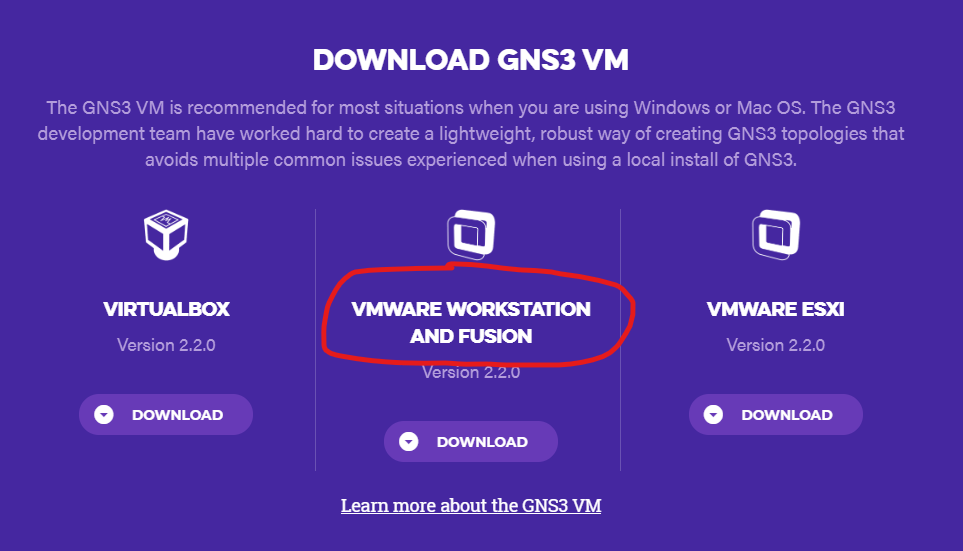 DOWNLOAD GNS3 VM
The GNS3 VM is recommended for most situations when you are using Windows or Mac OS. The GNS3
development team have worked hard to create a lightweight, robust way of creating GNS3 topologies that
avoids multiple common issues experienced when using a local install of GNS3.
VIRTUALBOX
Version 2.2.0
DOWNLOAD
VMWARE WORKSTATION
AND FUSION
Version 2.2.0
DOWNLOAD
VMWARE ESXI
Version 2.2.0
DOWNLOAD
Learn more about the GNS3 VM